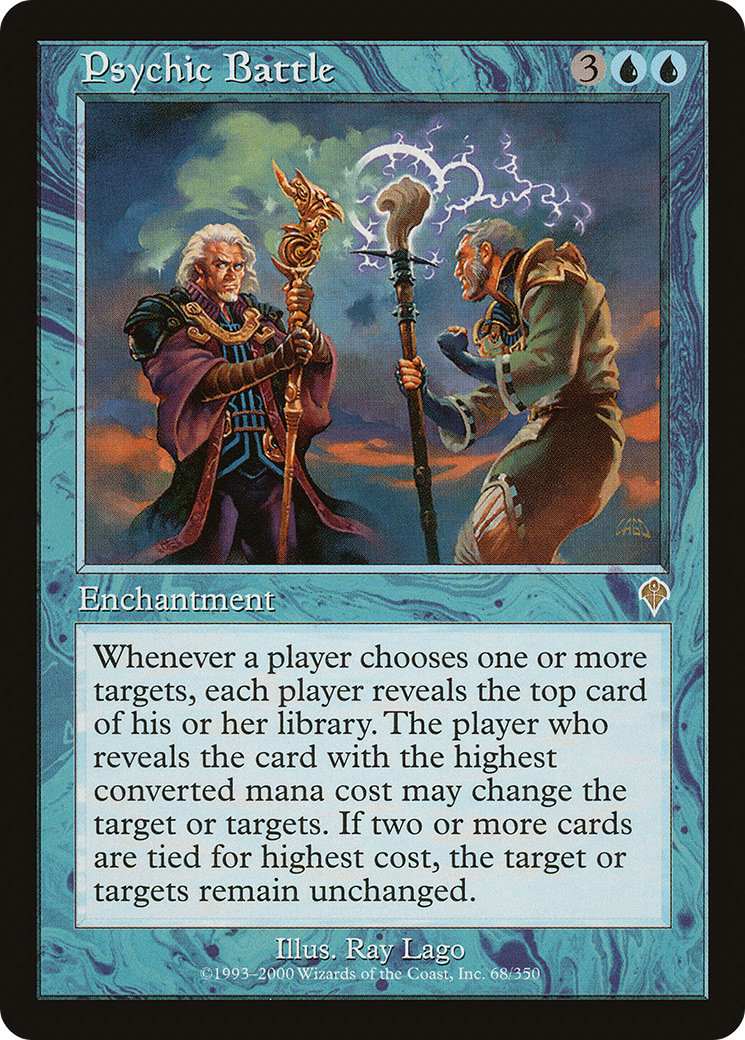 Psychic Battle 3
LAGO
Enchantment
Whenever a player chooses one or more
targets, each player reveals the top card
of his or her library. The player who
reveals the card with the highest
converted mana cost may change the
target or targets. If two or more cards
are tied for highest cost, the target or
targets remain unchanged.
Illus. Ray Lago
©1993–2000 Wizards of the Coast, Inc. 68/350